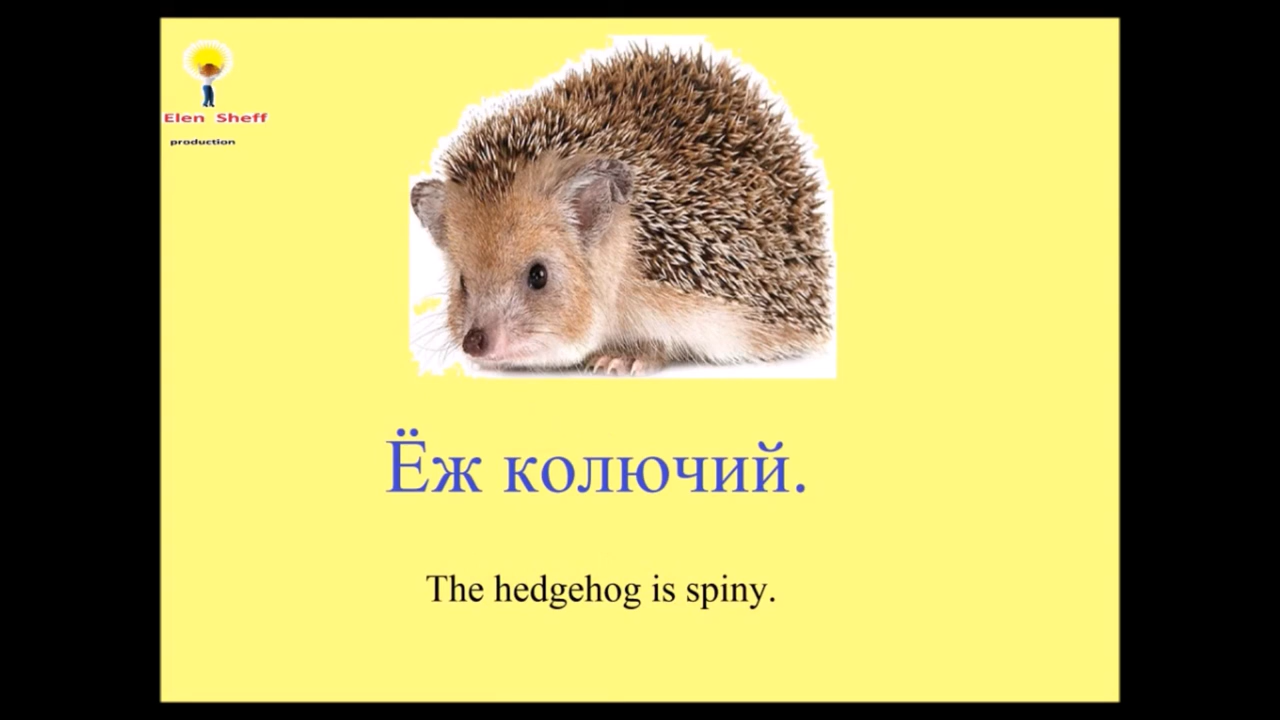 Elen Sheff
production
Ёж колючий.
The hedgehog is spiny.